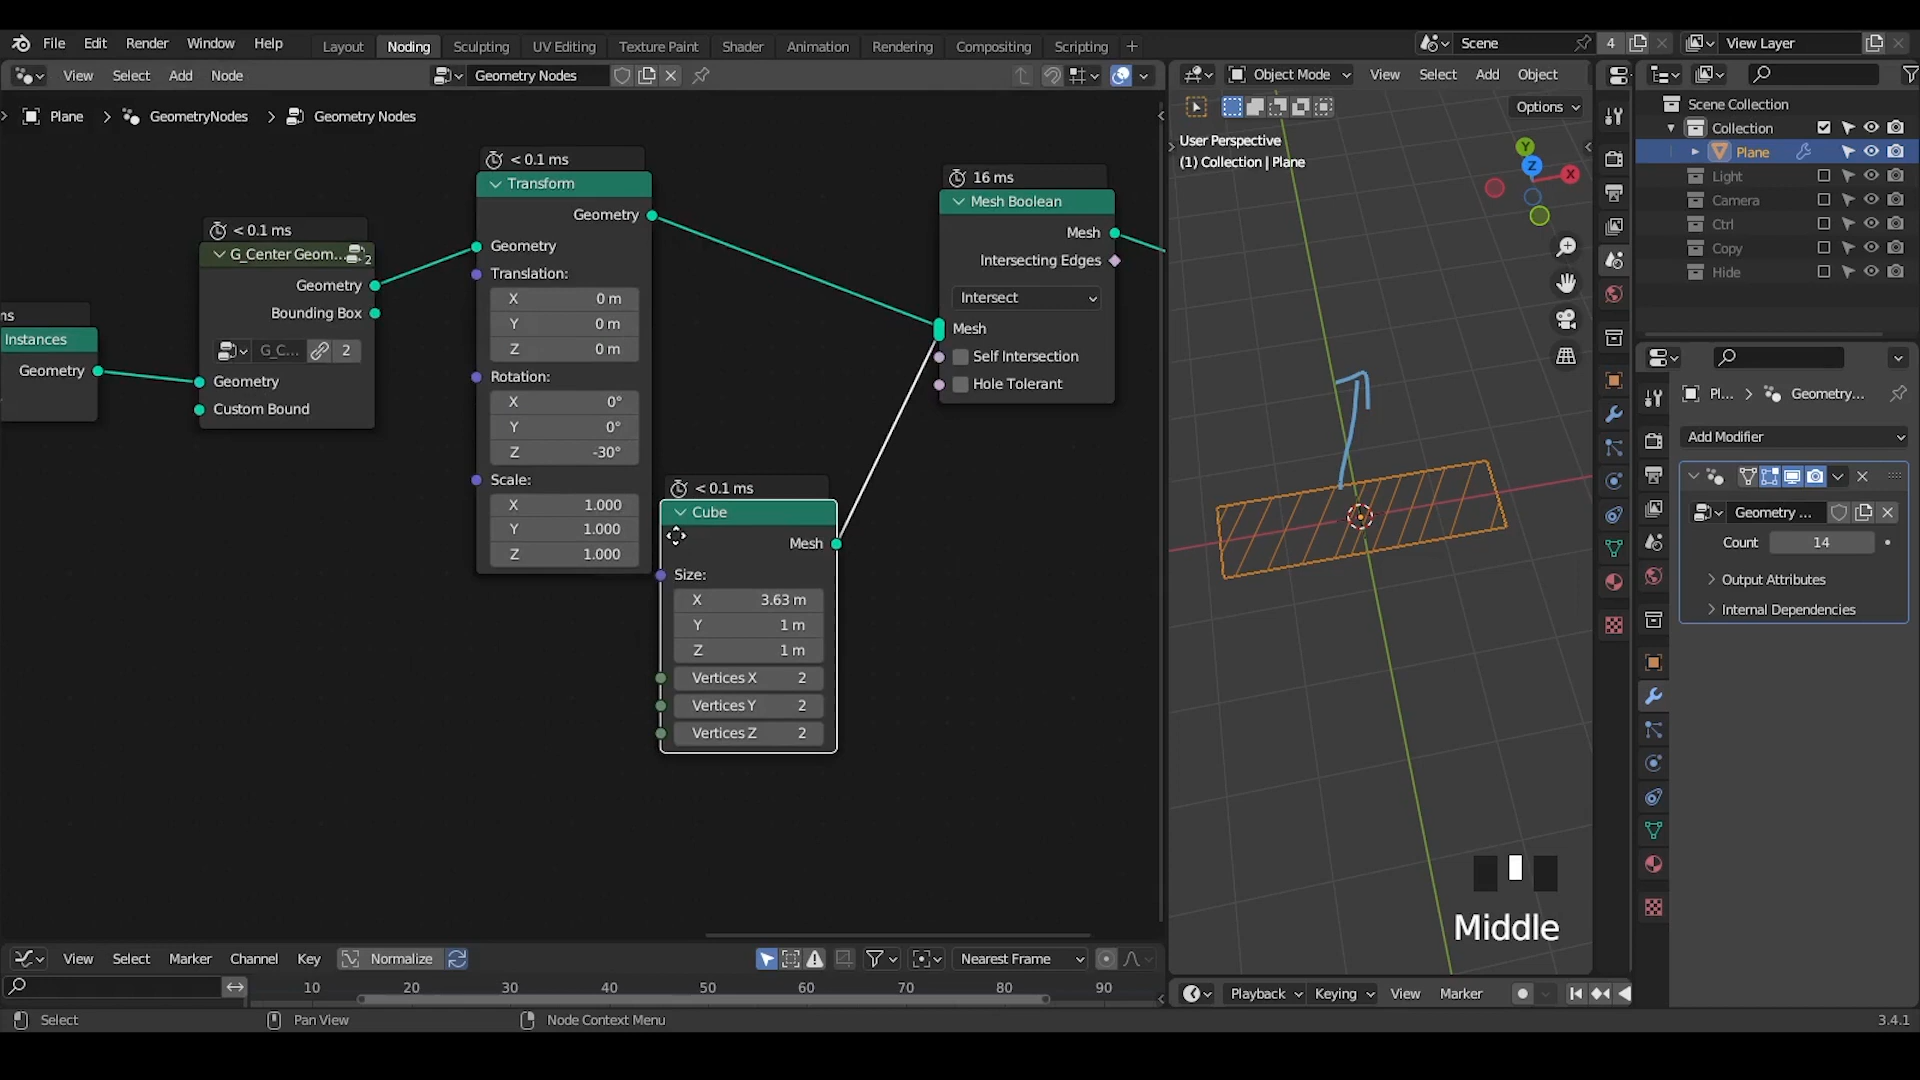 File Edit Render Window Help
Layout Noding Sculpting UV Editing Texture Paint Shader Animation Rendering Compositing Scripting +
Scene 4 View Layer
View Select Add Node
Geometry Nodes
Object Mode View Select Add Object
Plane > GeometryNodes > Geometry Nodes
Options
User Perspective
(1) Collection | Plane
Y
Z
X
ms
Instances
Geometry
< 0.1 ms
G_Center Geom... 2
Geometry
Bounding Box
G_C... 2
Geometry
Custom Bound
< 0.1 ms
Transform
Geometry
Geometry
Translation:
X 0 m
Y 0 m
Z 0 m
Rotation:
X 0°
Y 0°
Z -30°
Scale:
X 1.000
Y 1.000
Z 1.000
< 0.1 ms
Cube
Mesh
Size:
X 3.63 m
Y 1 m
Z 1 m
Vertices X 2
Vertices Y 2
Vertices Z 2
16 ms
Mesh Boolean
Mesh
Intersecting Edges
Intersect
Mesh
Self Intersection
Hole Tolerant
Middle
Scene Collection
Collection
Plane
Light
Camera
Ctrl
Copy
Hide
Pl... > Geometry...
Add Modifier
Geometry ...
Count 14
Output Attributes
Internal Dependencies
View Select Marker Channel Key Normalize
Nearest Frame
10 20 30 40 50 60 70 80 90
Playback Keying View Marker
Select Pan View Node Context Menu
3.4.1